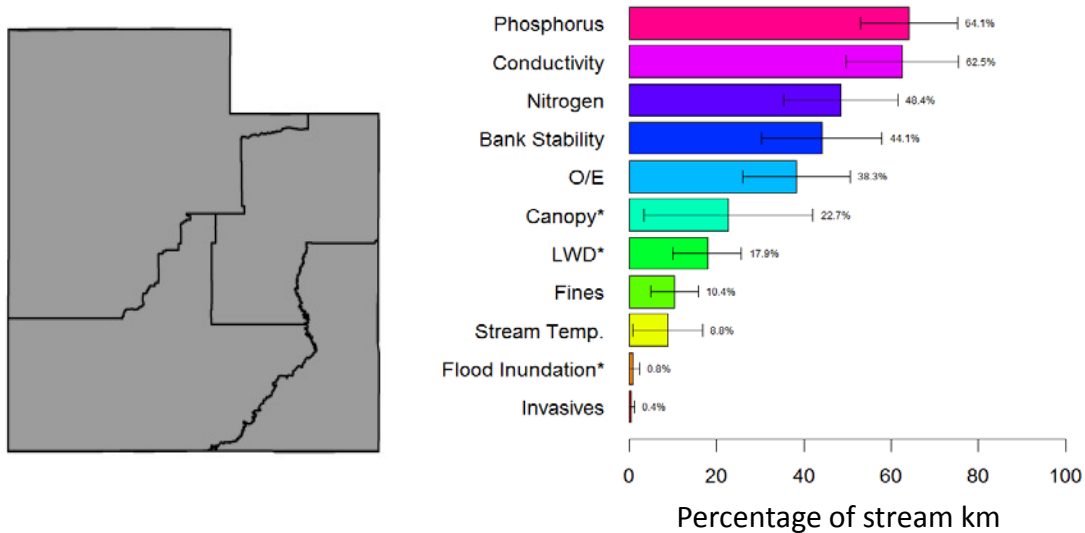 Phosphorus 64.1%
Conductivity 62.5%
Nitrogen 48.4%
Bank Stability 44.1%
O/E 38.3%
Canopy* 22.7%
LWD* 17.9%
Fines 10.4%
Stream Temp. 8.8%
Flood Inundation* 0.8%
Invasives 0.4%
0 20 40 60 80 100
Percentage of stream km